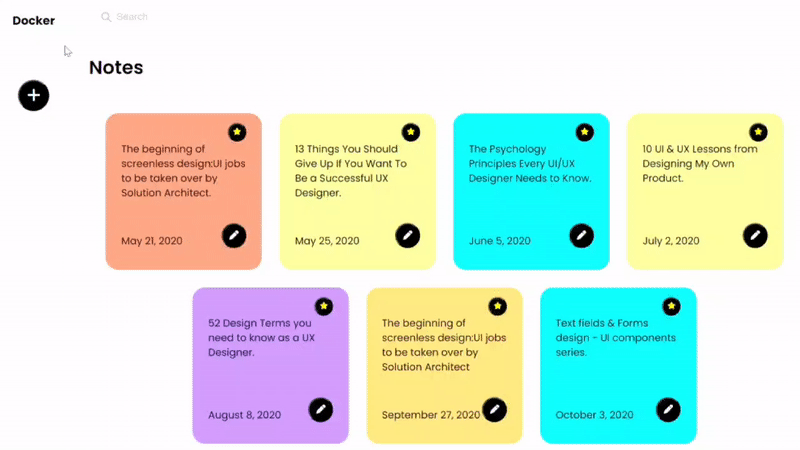 Docker
Search
Notes
The beginning of
screenless design:UI jobs
to be taken over by
Solution Architect.
May 21, 2020
13 Things You Should
Give Up If You Want To
Be a Successful UX
Designer.
May 25, 2020
The Psychology
Principles Every UI/UX
Designer Needs to Know.
June 5, 2020
10 UI & UX Lessons from
Designing My Own
Product.
July 2, 2020
52 Design Terms you
need to know as a UX
Designer.
August 8, 2020
The beginning of
screenless design:UI jobs
to be taken over by
Solution Architect
September 27, 2020
Text fields & Forms
design - UI components
series.
October 3, 2020